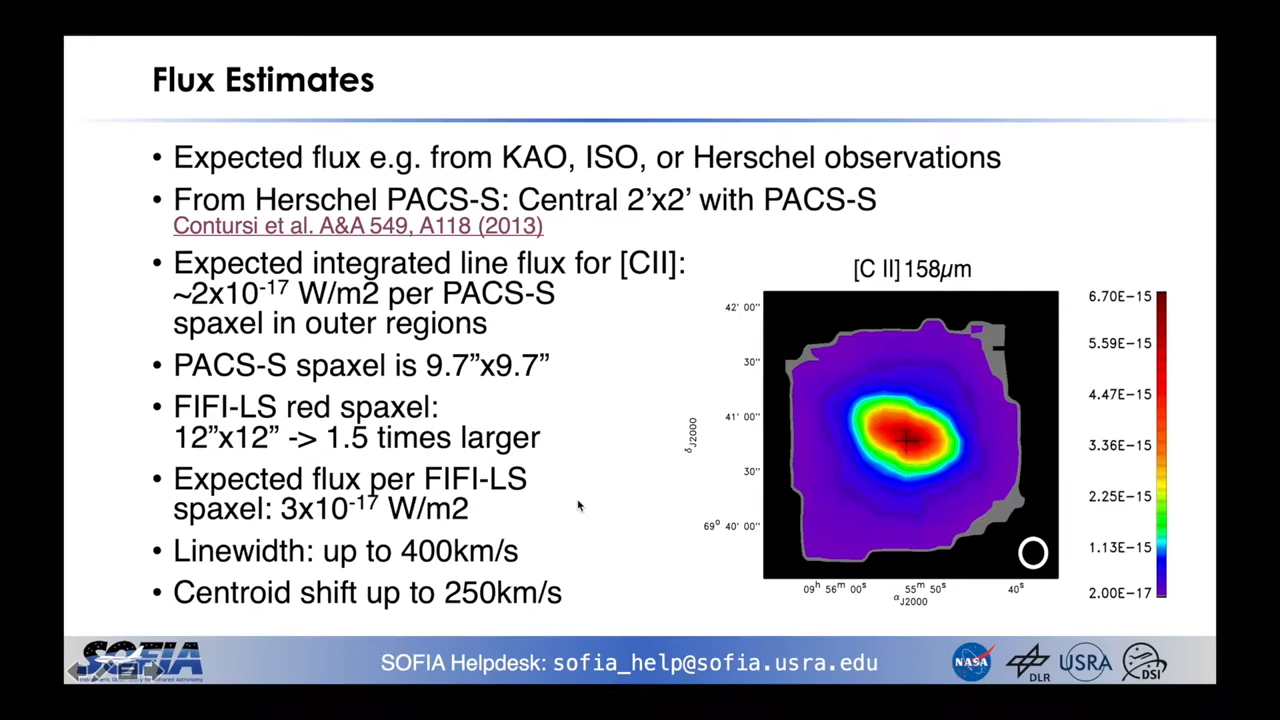 Flux Estimates
• Expected flux e.g. from KAO, ISO, or Herschel observations
• From Herschel PACS-S: Central 2’x2’ with PACS-S
Contursi et al. A&A 549, A118 (2013)
• Expected integrated line flux for [CII]:
~2x10⁻¹⁷ W/m2 per PACS-S
spaxel in outer regions
• PACS-S spaxel is 9.7”x9.7”
• FIFI-LS red spaxel:
12”x12” -> 1.5 times larger
• Expected flux per FIFI-LS
spaxel: 3x10⁻¹⁷ W/m2
• Linewidth: up to 400km/s
• Centroid shift up to 250km/s
[C II] 158μm
42' 00"
30"
41' 00"
30"
69° 40' 00"
δJ2000
09ʰ 56ᵐ 00ˢ
55ᵐ 50ˢ
40ˢ
αJ2000
6.70E-15
5.59E-15
4.47E-15
3.36E-15
2.25E-15
1.13E-15
2.00E-17
SOFIA
SOFIA Helpdesk: sofia_help@sofia.usra.edu
NASA
DLR
USRA
DSI